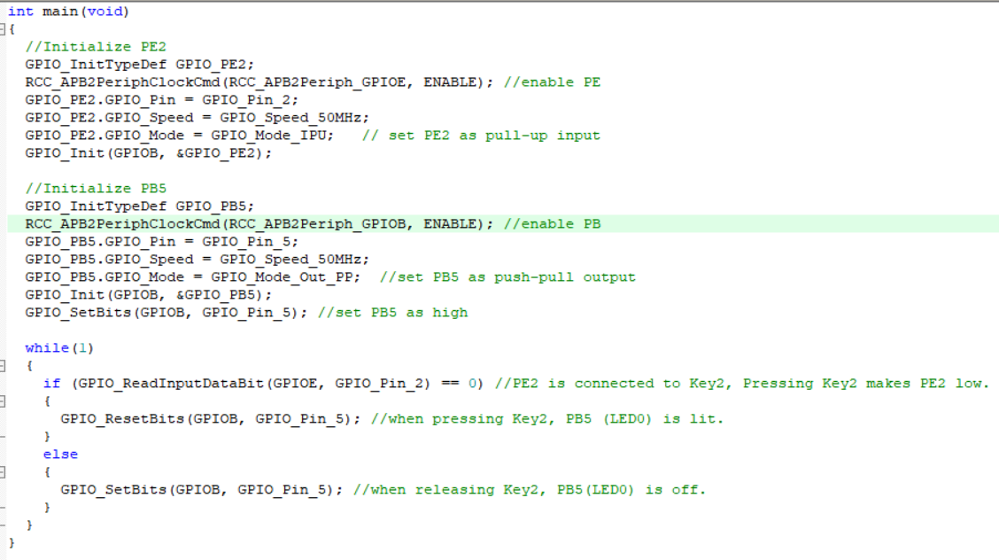 int main(void)
{
//Initialize PE2
GPIO_InitTypeDef GPIO_PE2;
RCC_APB2PeriphClockCmd(RCC_APB2Periph_GPIOE, ENABLE); //enable PE
GPIO_PE2.GPIO_Pin = GPIO_Pin_2;
GPIO_PE2.GPIO_Speed = GPIO_Speed_50MHz;
GPIO_PE2.GPIO_Mode = GPIO_Mode_IPU;   // set PE2 as pull-up input
GPIO_Init(GPIOB, &GPIO_PE2);
//Initialize PB5
GPIO_InitTypeDef GPIO_PB5;
RCC_APB2PeriphClockCmd(RCC_APB2Periph_GPIOB, ENABLE); //enable PB
GPIO_PB5.GPIO_Pin = GPIO_Pin_5;
GPIO_PB5.GPIO_Speed = GPIO_Speed_50MHz;
GPIO_PB5.GPIO_Mode = GPIO_Mode_Out_PP;  //set PB5 as push-pull output
GPIO_Init(GPIOB, &GPIO_PB5);
GPIO_SetBits(GPIOB, GPIO_Pin_5); //set PB5 as high
while(1)
{
if (GPIO_ReadInputDataBit(GPIOE, GPIO_Pin_2) == 0) //PE2 is connected to Key2, Pressing Key2 makes PE2 low.
{
GPIO_ResetBits(GPIOB, GPIO_Pin_5); //when pressing Key2, PB5 (LED0) is lit.
}
else
{
GPIO_SetBits(GPIOB, GPIO_Pin_5); //when releasing Key2, PB5(LED0) is off.
}
}
}